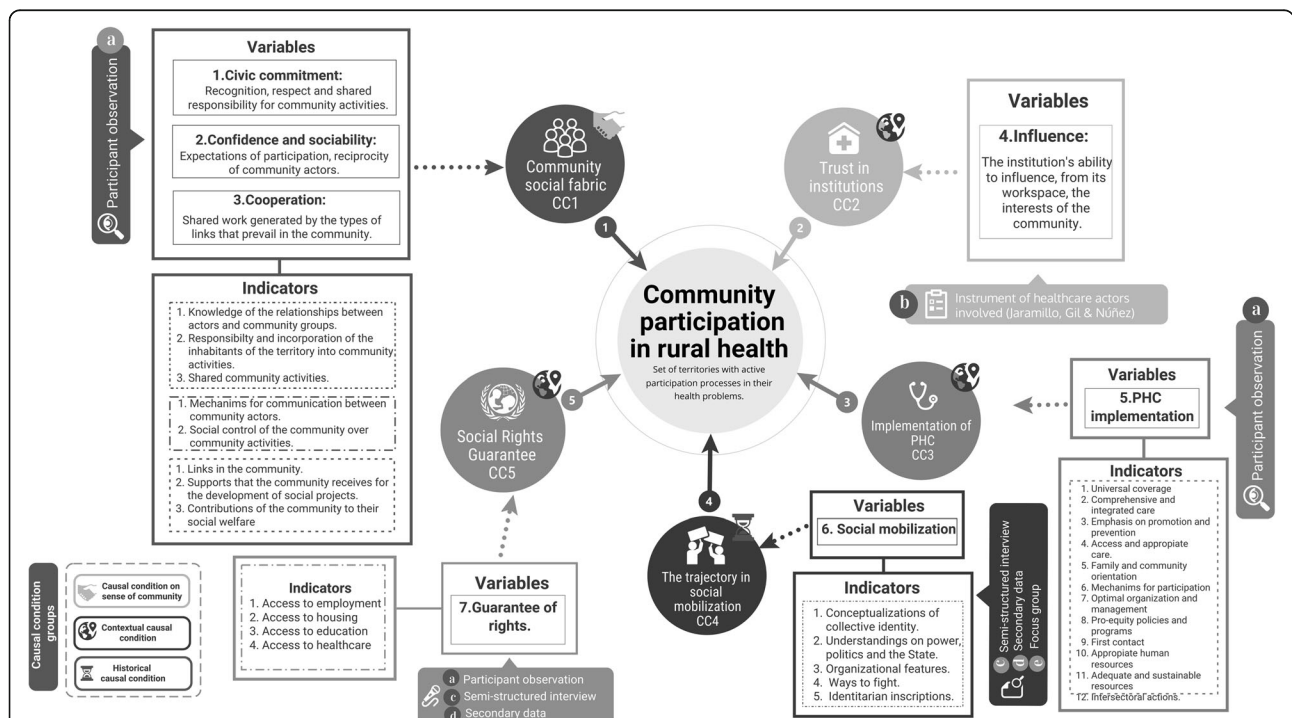 a
Participant observation
Variables
1.Civic commitment:
Recognition, respect and shared
responsibility for community activities.
2.Confidence and sociability:
Expectations of participation, reciprocity
of community actors.
3.Cooperation:
Shared work generated by the types of
links that prevail in the community.
Indicators
1. Knowledge of the relationships between
actors and community groups.
2. Responsibilty and incorporation of the
inhabitants of the territory into community
activities.
3. Shared community activities.
1. Mechanims for communication between
community actors.
2. Social control of the community over
community activities.
1. Links in the community.
2. Supports that the community receives for
the development of social projects.
3. Contributions of the community to their
social welfare
Community
social fabric
CC1
1
Trust in
institutions
CC2
2
Variables
4.Influence:
The institution's ability
to influence, from its
workspace, the
interests of the
community.
b
Instrument of healthcare actors
involved (Jaramillo, Gil & Núñez)
Community
participation
in rural health
Set of territories with active
participation processes in their
health problems.
Social Rights
Guarantee
CC5
5
Implementation of
PHC
CC3
3
Variables
5.PHC
implementation
a
Participant observation
Indicators
1. Universal coverage
2. Comprehensive and
integrated care
3. Emphasis on promotion and
prevention
4. Access and appropiate
care.
5. Family and community
orientation
6. Mechanims for participation
7. Optimal organization and
management
8. Pro-equity policies and
programs
9. First contact
10. Appropiate human
resources
11. Adequate and sustainable
resources
12. Intersectoral actions.
4
The trajectory in
social
mobilization
CC4
Variables
6. Social mobilization
Indicators
1. Conceptualizations of
collective identity.
2. Understandings on power,
politics and the State.
3. Organizational features.
4. Ways to fight.
5. Identitarian inscriptions.
c Semi-structured interview
d Secondary data
e Focus group
Causal condition
groups
Causal condition on
sense of community
Contextual causal
condition
Historical
causal condition
Indicators
1. Access to employment
2. Access to housing
3. Access to education
4. Access to healthcare
Variables
7.Guarantee of
rights.
a Participant observation
c Semi-structured interview
d Secondary data